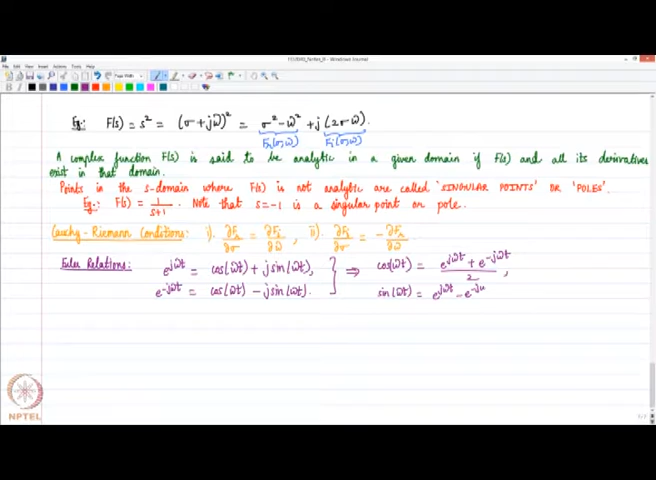 Eg: F(s) = s² = (σ+jω)² = σ² - ω² + j(2σω).
F_R(σ,ω) F_i(σ,ω)
A complex function F(s) is said to be analytic in a given domain if F(s) and all its derivatives
exist in that domain.
Points in the s-domain where F(s) is not analytic are called 'SINGULAR POINTS' OR 'POLES'.
Eg: F(s) = 1/(s+1). Note that s=-1 is a singular point or pole.
Cauchy-Riemann Conditions: i). ∂F_R/∂σ = ∂F_i/∂ω, ii). ∂F_i/∂σ = -∂F_R/∂ω
Euler Relations: e^{jωt} = cos(ωt) + j sin(ωt), ⇒ cos(ωt) = (e^{jωt} + e^{-jωt})/2,
e^{-jωt} = cos(ωt) - j sin(ωt). sin(ωt) = e^{jωt} - e^{-jω
NPTEL